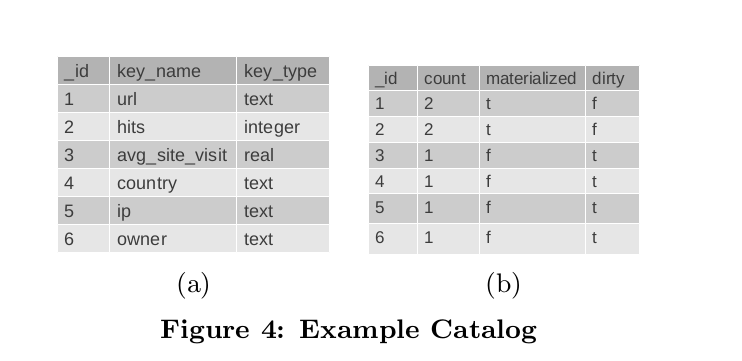 _id key_name key_type
1 url text
2 hits integer
3 avg_site_visit real
4 country text
5 ip text
6 owner text
(a)
_id count materialized dirty
1 2 t f
2 2 t f
3 1 f t
4 1 f t
5 1 f t
6 1 f t
(b)
Figure 4: Example Catalog